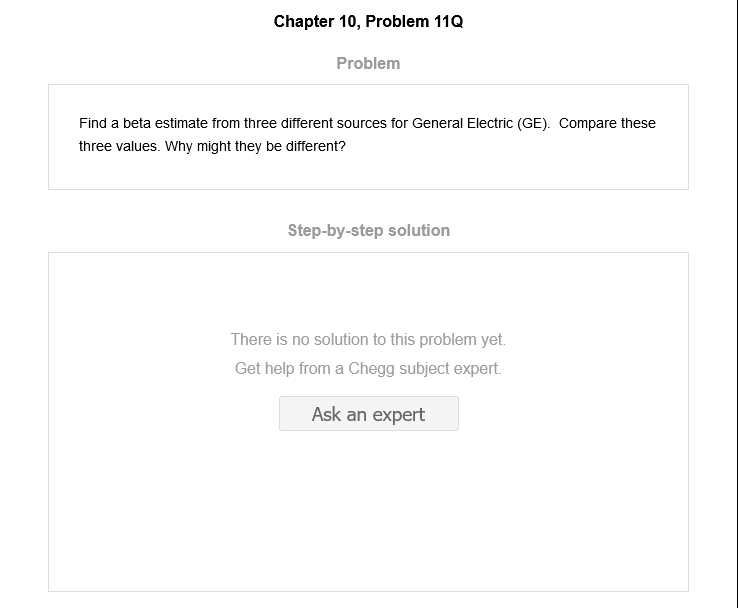 Chapter 10, Problem 11Q
Problem
Find a beta estimate from three different sources for General Electric (GE).  Compare these
three values. Why might they be different?
Step-by-step solution
There is no solution to this problem yet.
Get help from a Chegg subject expert.
Ask an expert